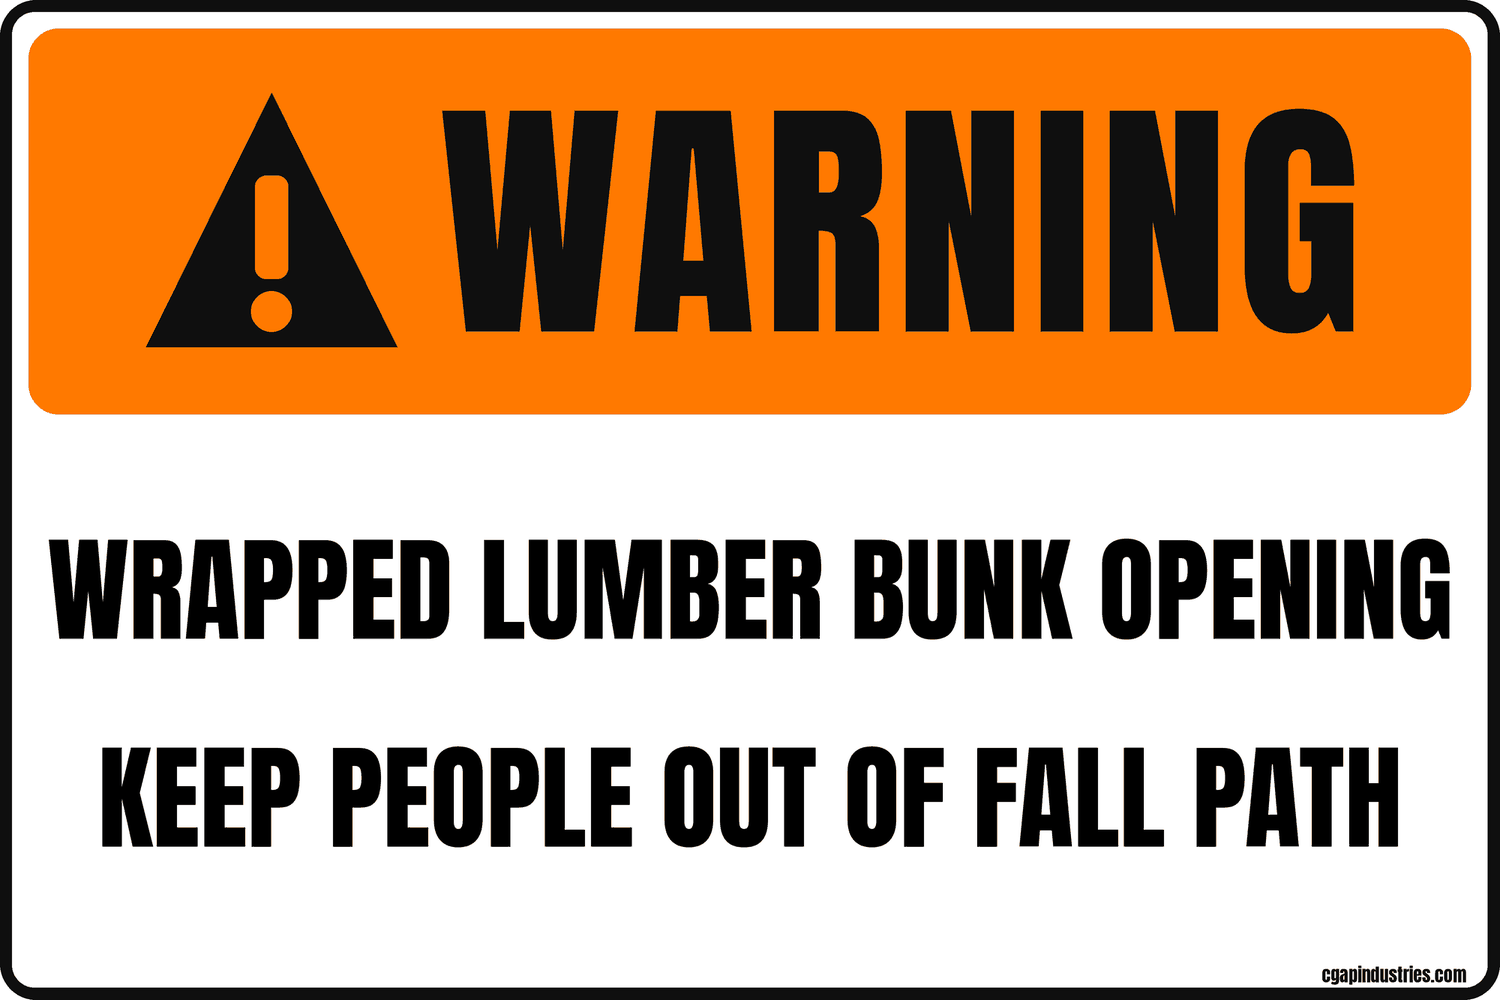 WARNING
WRAPPED LUMBER BUNK OPENING
KEEP PEOPLE OUT OF FALL PATH
cgapindustries.com